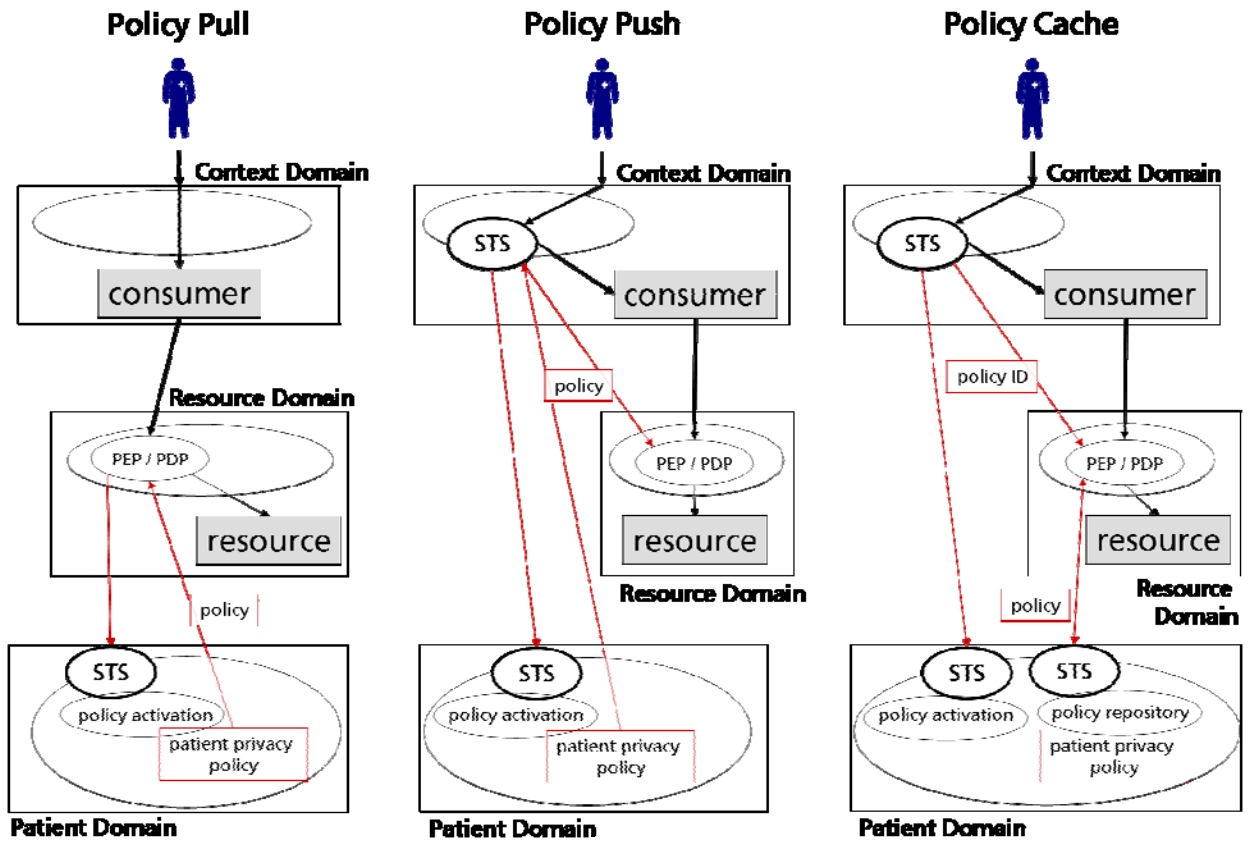 Policy Pull
Context Domain
consumer
Resource Domain
PEP / PDP
resource
policy
STS
policy activation
patient privacy
policy
Patient Domain
Policy Push
Context Domain
STS
consumer
policy
PEP / PDP
resource
Resource Domain
STS
policy activation
patient privacy
policy
Patient Domain
Policy Cache
Context Domain
STS
consumer
policy ID
PEP / PDP
resource
Resource
Domain
policy
STS
STS
policy activation
policy repository
patient privacy
policy
Patient Domain